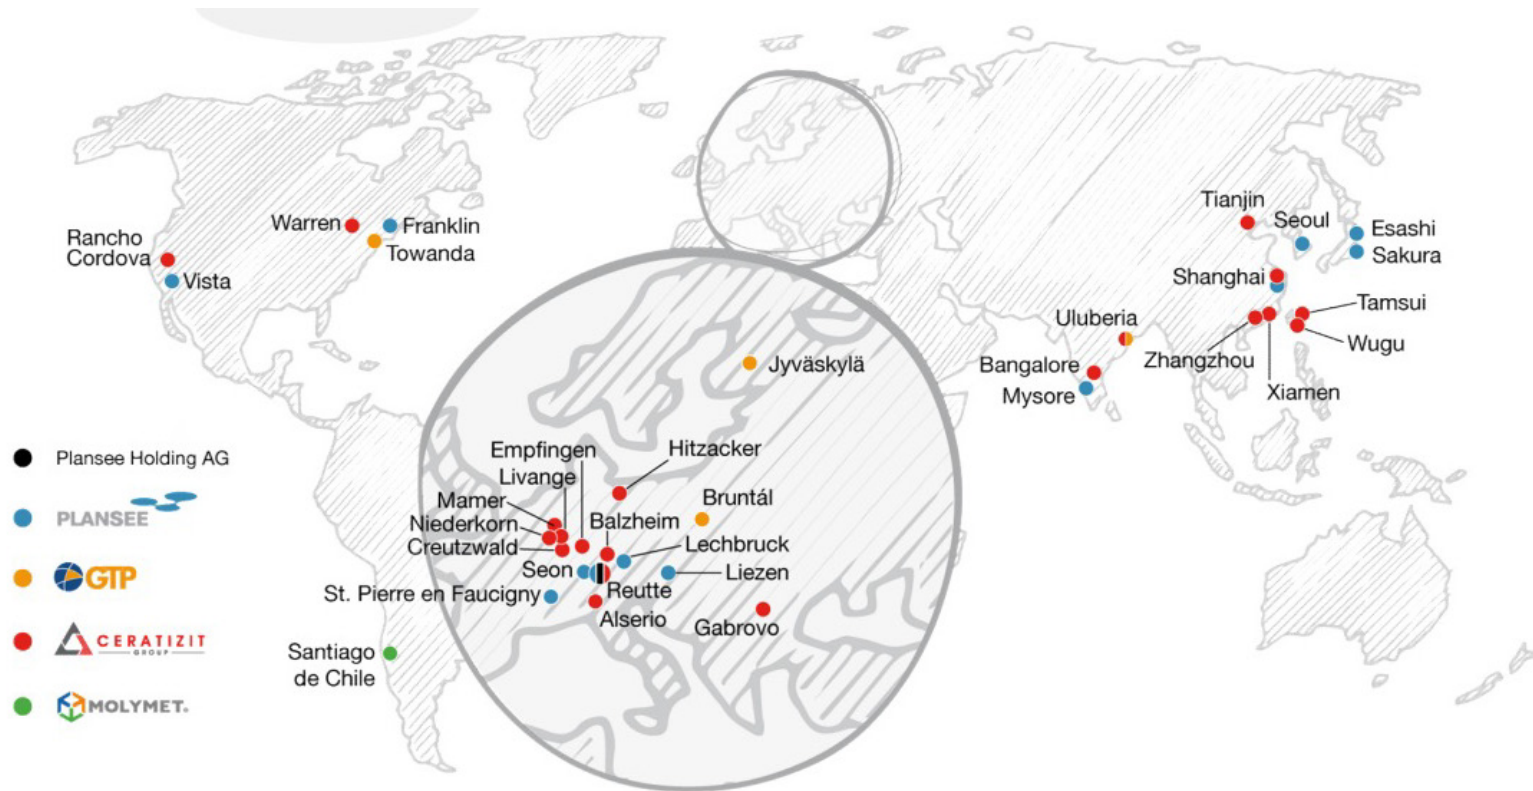 Rancho
Cordova
Vista
Warren
Franklin
Towanda
Tianjin
Seoul
Esashi
Sakura
Shanghai
Tamsui
Wugu
Zhangzhou
Xiamen
Uluberia
Bangalore
Mysore
Jyväskylä
Empfingen
Hitzacker
Livange
Mamer
Bruntál
Niederkorn
Balzheim
Creutzwald
Lechbruck
Seon
Liezen
St. Pierre en Faucigny
Reutte
Alserio
Gabrovo
Santiago
de Chile
Plansee Holding AG
PLANSEE
GTP
CERATIZIT
GROUP
MOLYMET®